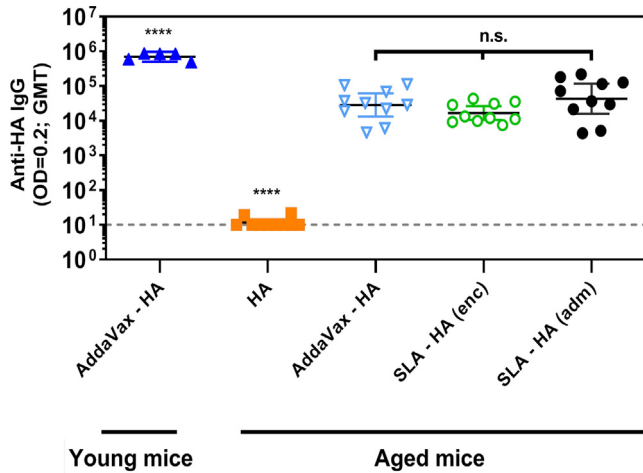 Anti-HA IgG
(OD=0.2; GMT)
10⁶
10⁵
10⁴
10³
10²
10¹
10⁰
10⁷
****
****
n.s.
AddaVax - HA
HA
AddaVax - HA
SLA - HA (enc)
SLA - HA (adm)
Young mice
Aged mice